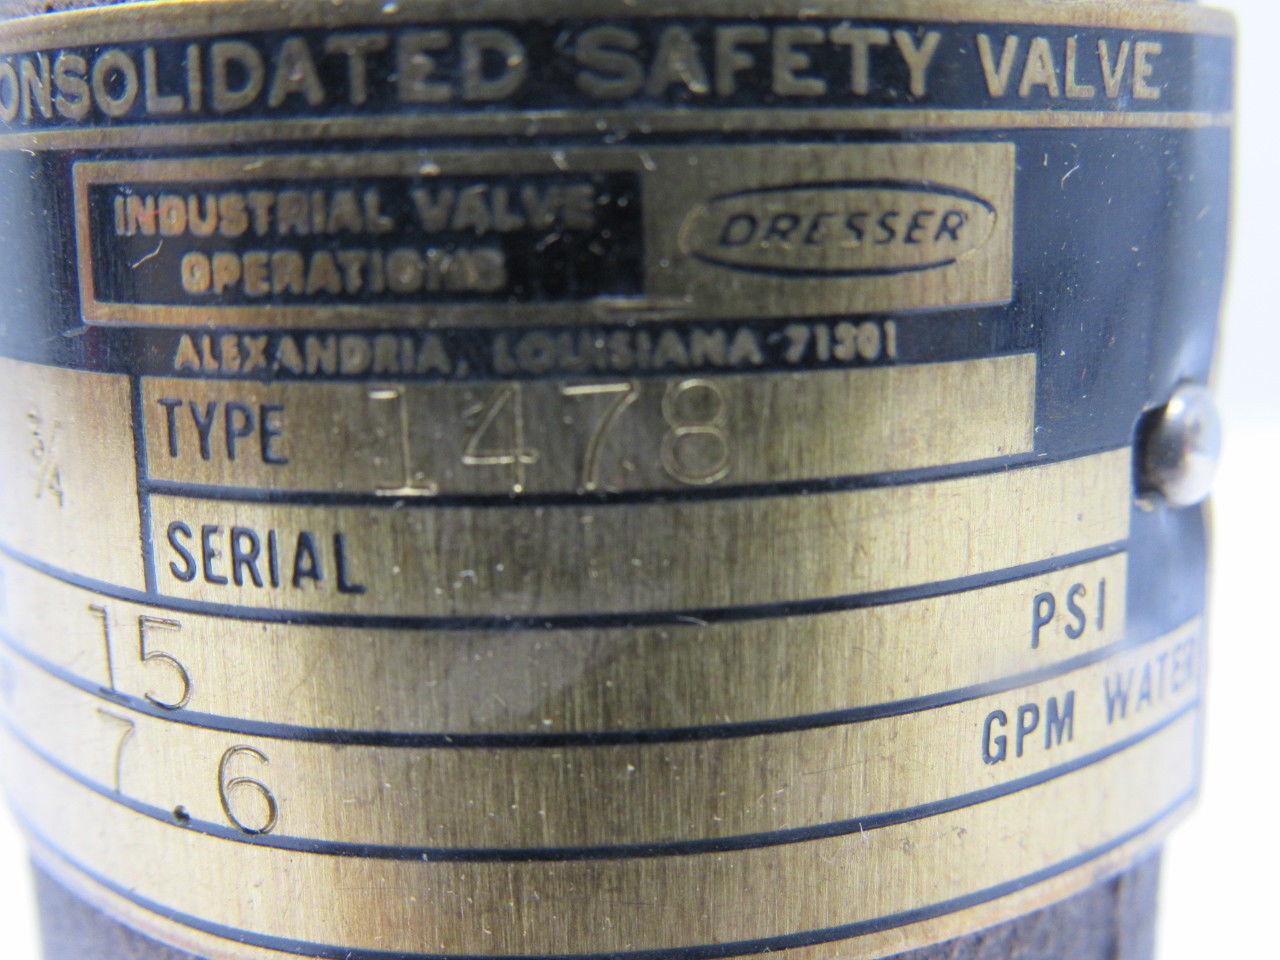 ONSOLIDATED SAFETY VALVE
INDUSTRIAL VALVE
OPERATIONS
DRESSER
ALEXANDRIA, LOUISIANA 71301
3/4
TYPE 1478
SERIAL
15 PSI
7.6 GPM WATER